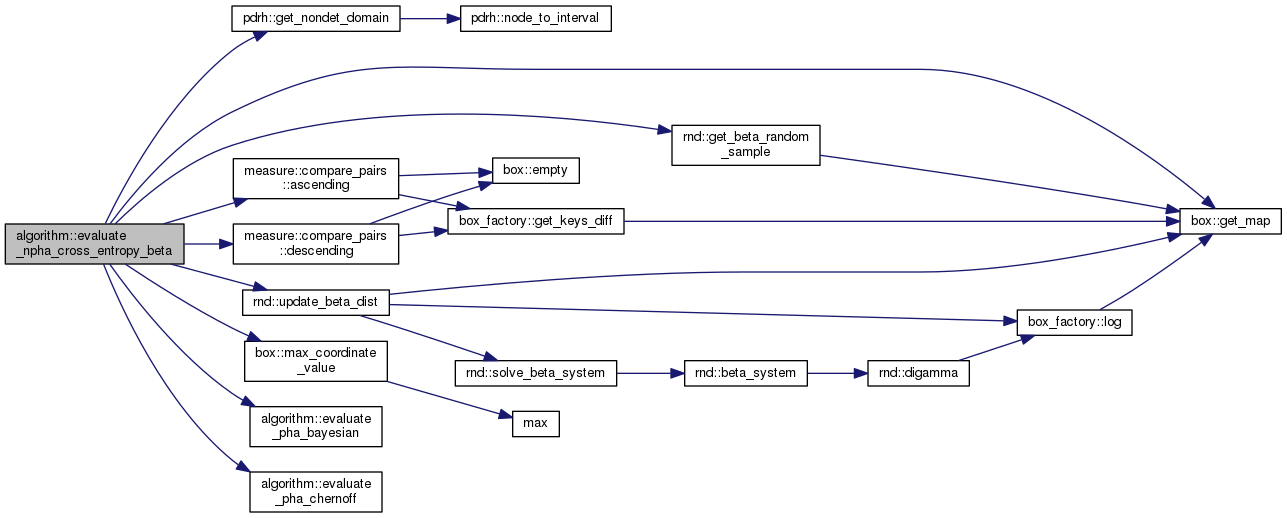 pdrh::get_nondet_domain
pdrh::node_to_interval
rnd::get_beta_random
_sample
measure::compare_pairs
::ascending
box::empty
box_factory::get_keys_diff
box::get_map
algorithm::evaluate
_npha_cross_entropy_beta
measure::compare_pairs
::descending
rnd::update_beta_dist
box_factory::log
box::max_coordinate
_value
rnd::solve_beta_system
rnd::beta_system
rnd::digamma
max
algorithm::evaluate
_pha_bayesian
algorithm::evaluate
_pha_chernoff